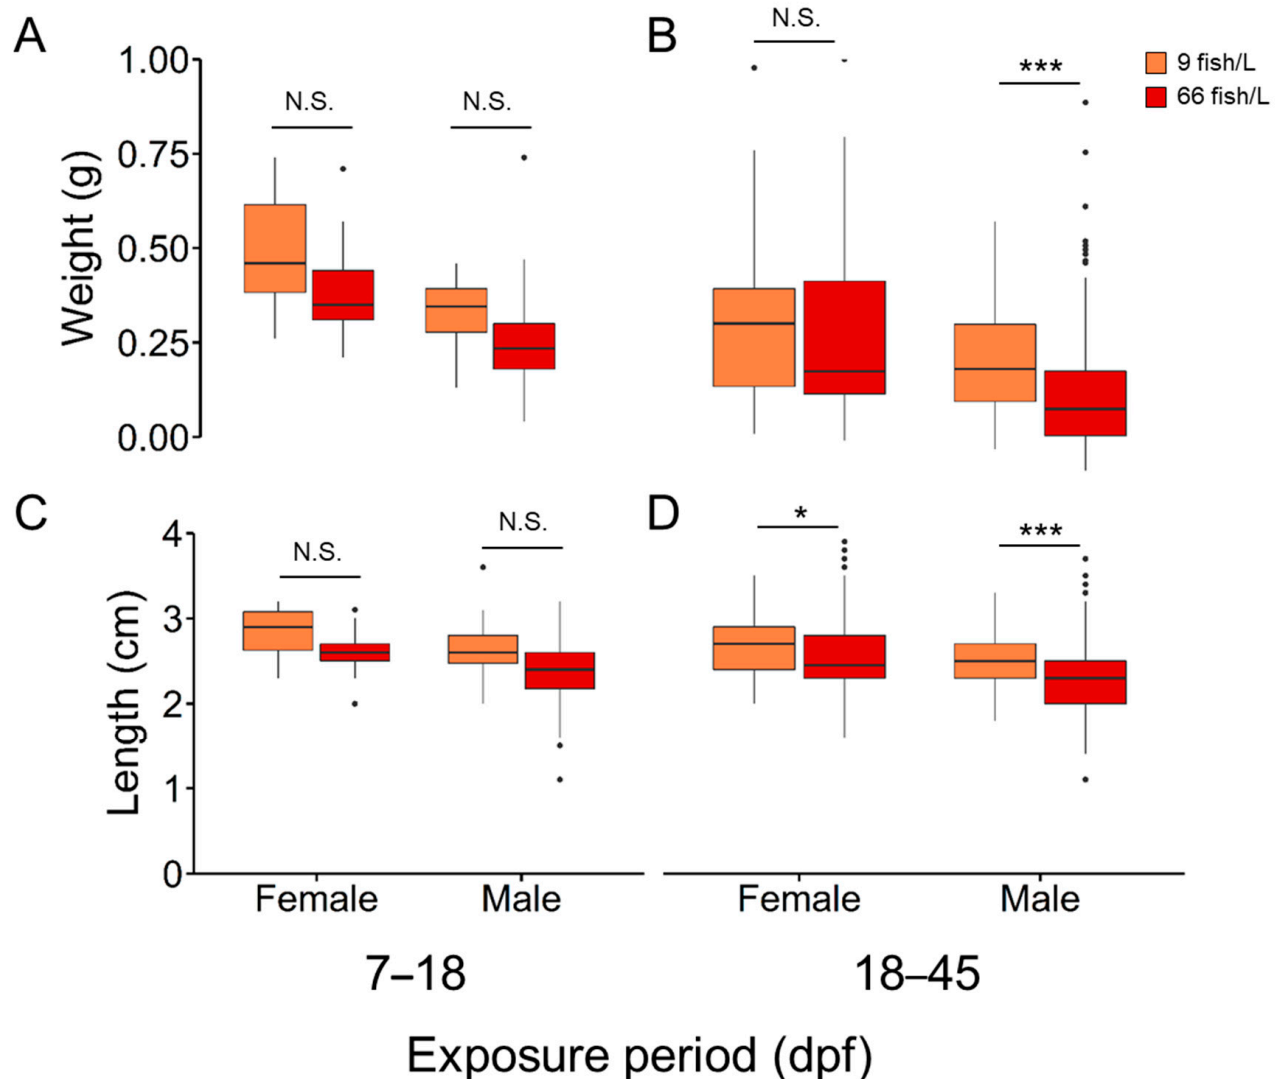 A
B
N.S.
1.00
N.S.
N.S.
***
9 fish/L
66 fish/L
0.75
0.50
0.25
0.00
Weight (g)
C
D
4
N.S.
N.S.
*
***
3
2
1
0
Length (cm)
Female
Male
Female
Male
7–18
18–45
Exposure period (dpf)